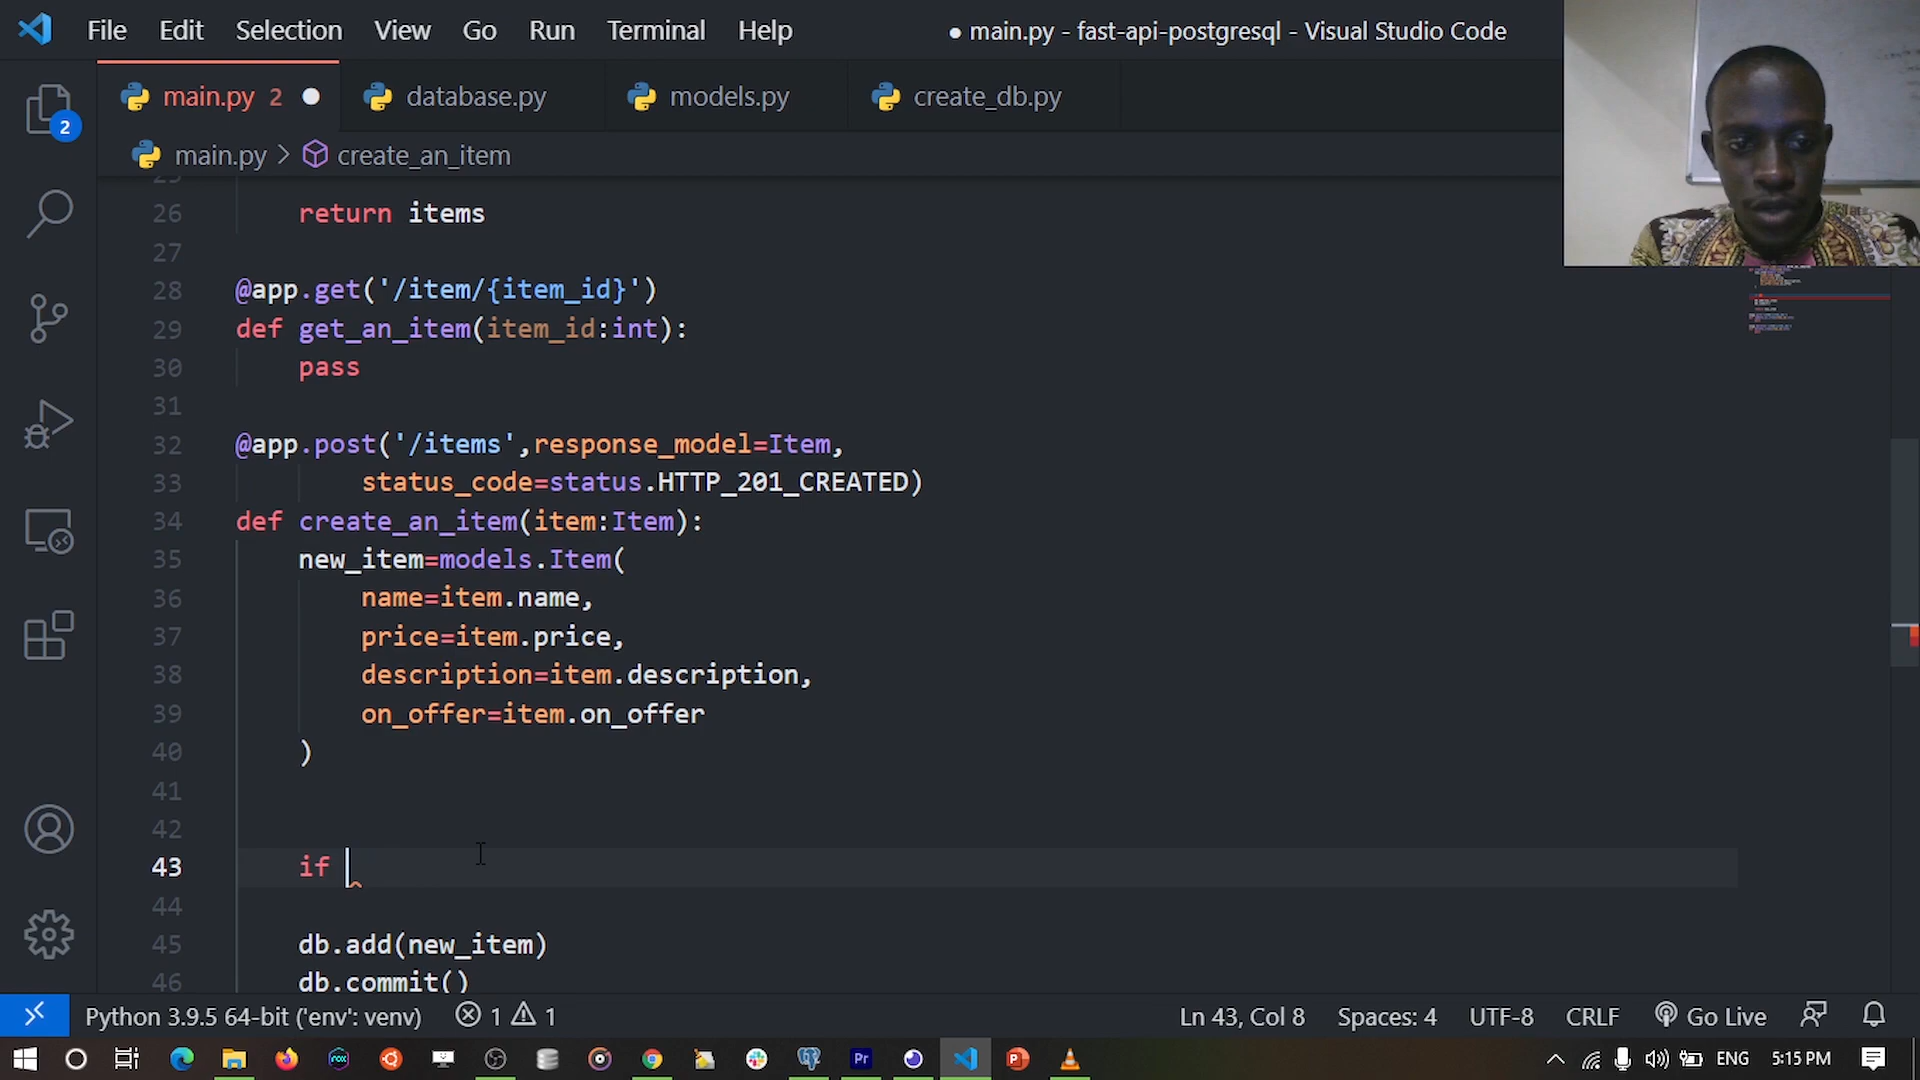 File Edit Selection View Go Run Terminal Help ● main.py - fast-api-postgresql - Visual Studio Code
main.py 2 database.py models.py create_db.py
main.py > create_an_item
2
25
26 return items
27
28 @app.get('/item/{item_id}')
29 def get_an_item(item_id:int):
30 pass
31
32 @app.post('/items',response_model=Item,
33 status_code=status.HTTP_201_CREATED)
34 def create_an_item(item:Item):
35 new_item=models.Item(
36 name=item.name,
37 price=item.price,
38 description=item.description,
39 on_offer=item.on_offer
40 )
41
42
43 if
44
45 db.add(new_item)
46 db.commit()
Python 3.9.5 64-bit ('env': venv) 1 1 Ln 43, Col 8 Spaces: 4 UTF-8 CRLF Go Live
Pr ENG 5:15 PM